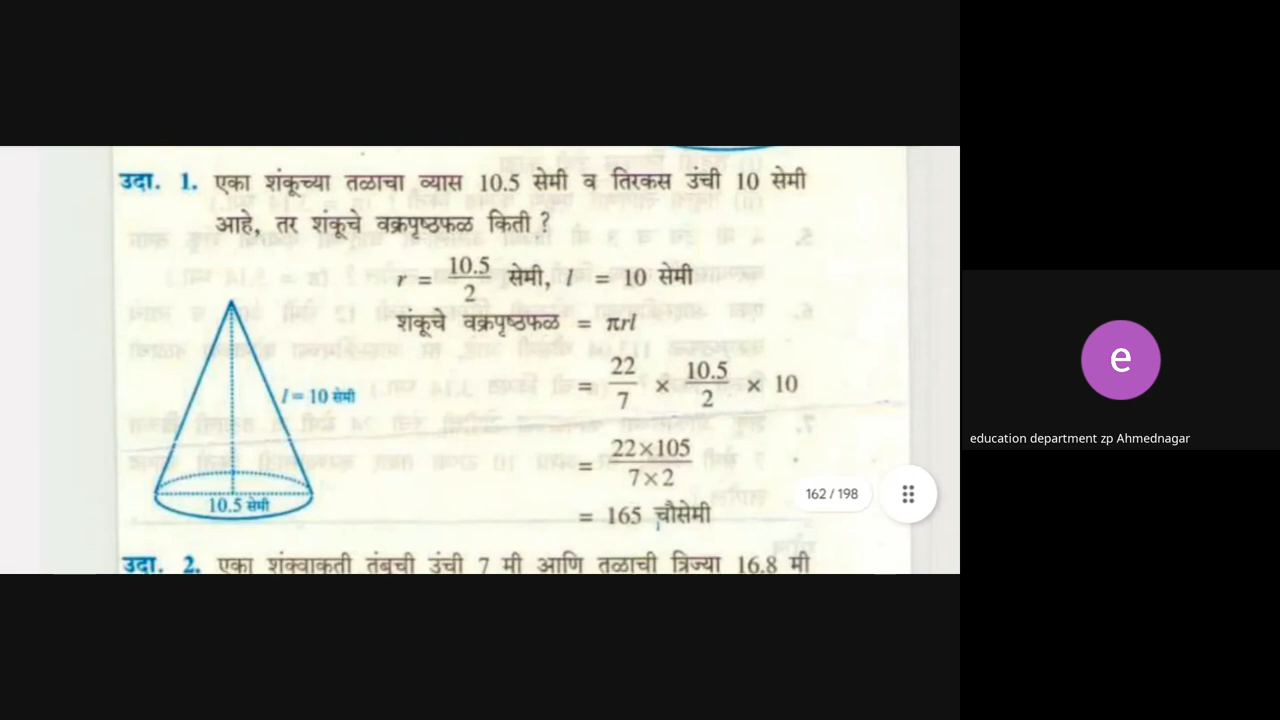 उदा. 1. एका शंकूच्या तळाचा व्यास 10.5 सेमी व तिरकस उंची 10 सेमी
आहे, तर शंकूचे वक्रपृष्ठफळ किती ?
r = 10.5/2 सेमी, l = 10 सेमी
शंकूचे वक्रपृष्ठफळ = πrl
= 22/7 × 10.5/2 × 10
l = 10 सेमी
= 22×105/7×2
10.5 सेमी
= 165 चौसेमी
162 / 198
उदा. 2. एका शंक्वाकृती तंबूची उंची 7 मी आणि तळाची त्रिज्या 16.8 मी
e
education department zp Ahmednagar